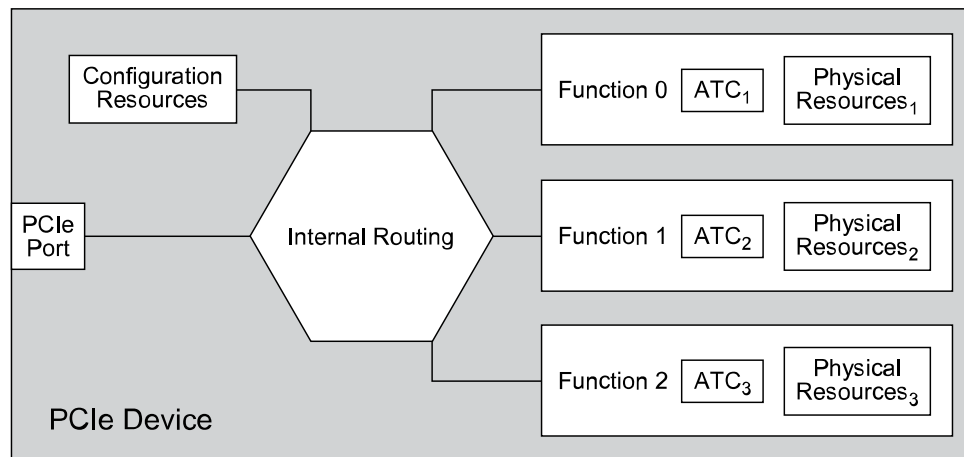 Configuration
Resources
PCIe
Port
Internal Routing
Function 0
ATC₁
Physical
Resources₁
Function 1
ATC₂
Physical
Resources₂
Function 2
ATC₃
Physical
Resources₃
PCIe Device